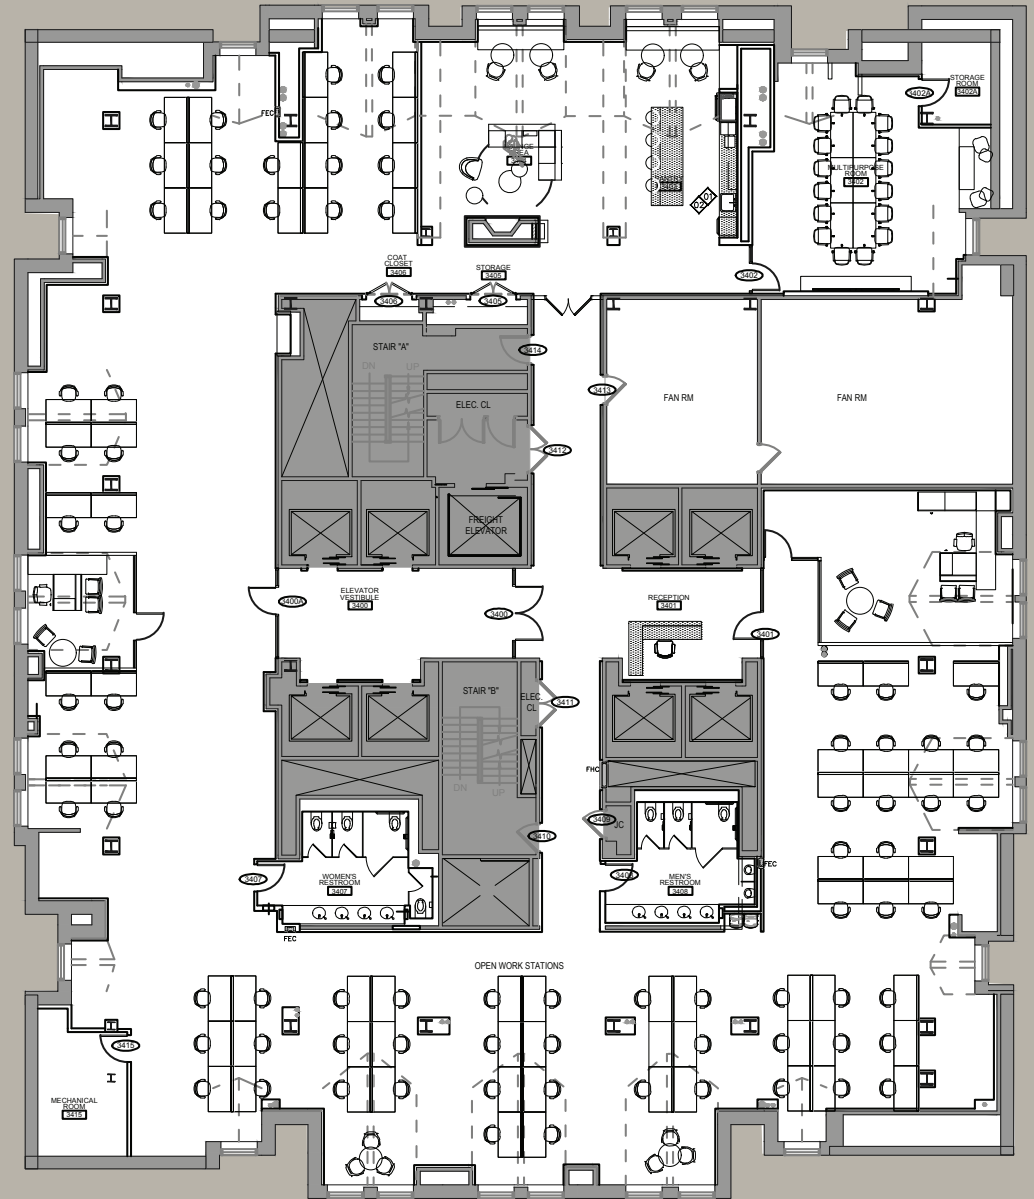 STORAGE
ROOM
3402A
3402A
FEC
MULTIPURPOSE
ROOM
3402
01
02
COAT
CLOSET
3406
STORAGE
3405
3402
3406
3405
STAIR "A"
3414
DN
UP
3413
FAN RM
FAN RM
ELEC. CL
3412
FREIGHT
ELEVATOR
ELEVATOR
VESTIBULE
3400
3400A
3400
RECEPTION
3401
3401
STAIR "B"
ELEC.
CL
3411
FHC
DN
UP
3409
JC
3410
FEC
3407
WOMEN'S
RESTROOM
3407
MEN'S
RESTROOM
3408
FEC
OPEN WORK STATIONS
3415
MECHANICAL
ROOM
3415